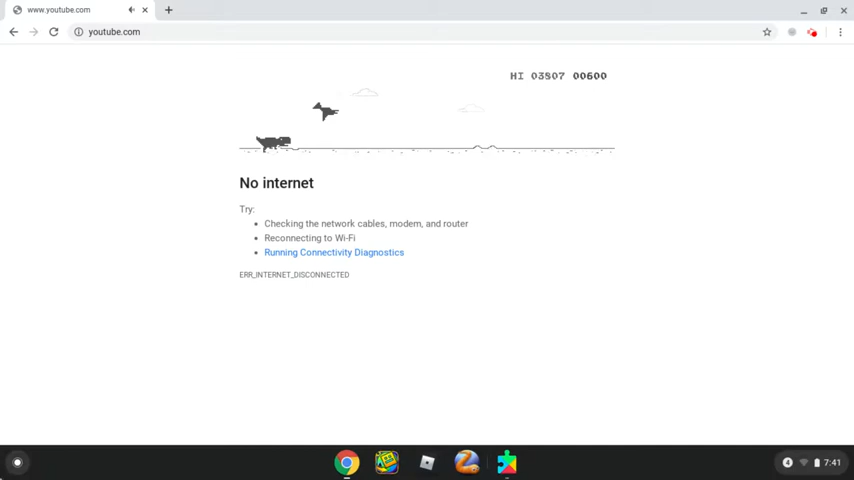 www.youtube.com
youtube.com
HI 03807 00600
No internet
Try:
Checking the network cables, modem, and router
Reconnecting to Wi-Fi
Running Connectivity Diagnostics
ERR_INTERNET_DISCONNECTED
4 7:41